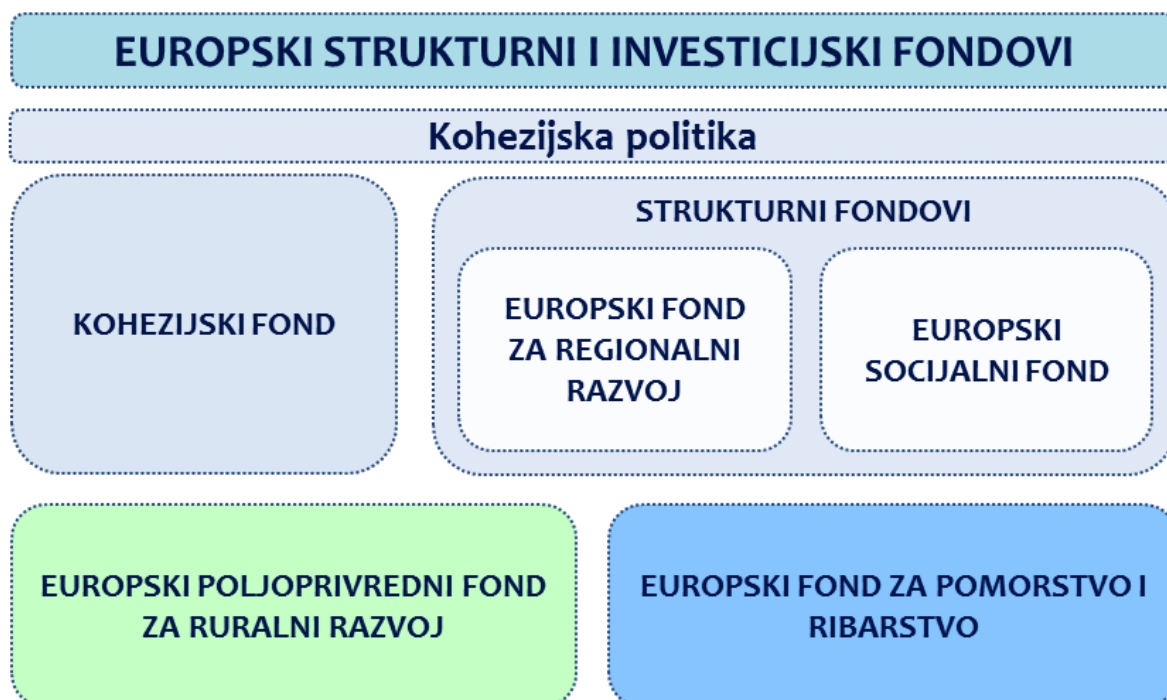 EUROPSKI STRUKTURNI I INVESTICIJSKI FONDOVI
Kohezijska politika
KOHEZIJSKI FOND
STRUKTURNI FONDOVI
EUROPSKI FOND
ZA REGIONALNI
RAZVOJ
EUROPSKI
SOCIJALNI FOND
EUROPSKI POLJOPRIVREDNI FOND
ZA RURALNI RAZVOJ
EUROPSKI FOND ZA POMORSTVO I
RIBARSTVO